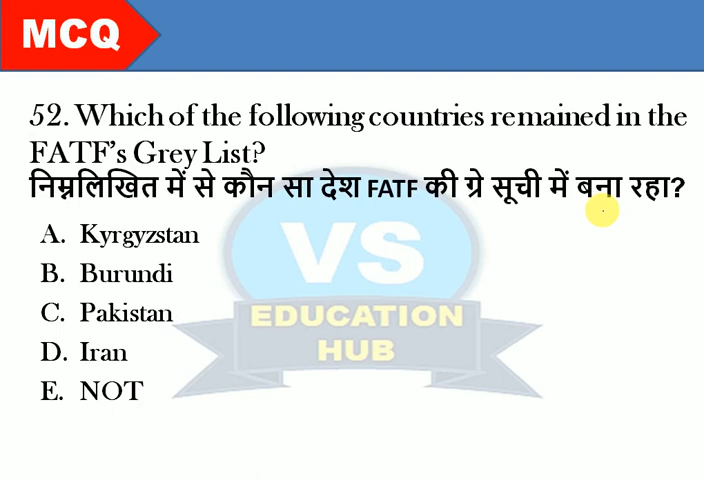 MCQ
52. Which of the following countries remained in the
FATF's Grey List?
निम्नलिखित में से कौन सा देश FATF की ग्रे सूची में बना रहा?
A. Kyrgyzstan
B. Burundi
C. Pakistan
D. Iran
E. NOT
VS
EDUCATION
HUB